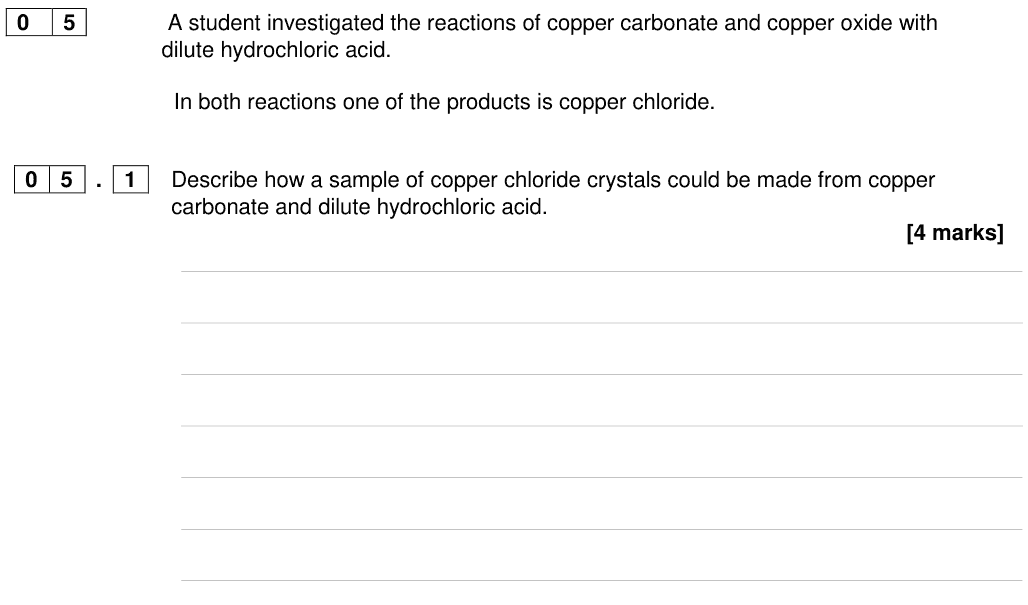 0 5 A student investigated the reactions of copper carbonate and copper oxide with
dilute hydrochloric acid.
In both reactions one of the products is copper chloride.
0 5 . 1 Describe how a sample of copper chloride crystals could be made from copper
carbonate and dilute hydrochloric acid.
[4 marks]